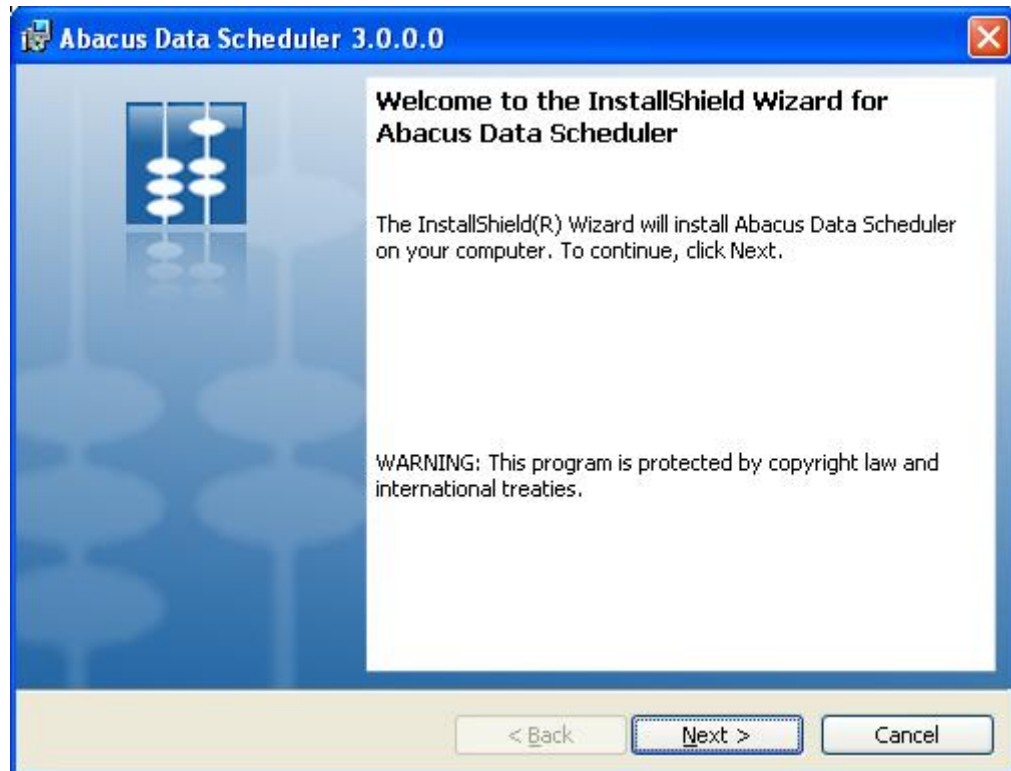 Abacus Data Scheduler 3.0.0.0
Welcome to the InstallShield Wizard for
Abacus Data Scheduler
The InstallShield(R) Wizard will install Abacus Data Scheduler
on your computer. To continue, click Next.
WARNING: This program is protected by copyright law and
international treaties.
< Back
Next >
Cancel